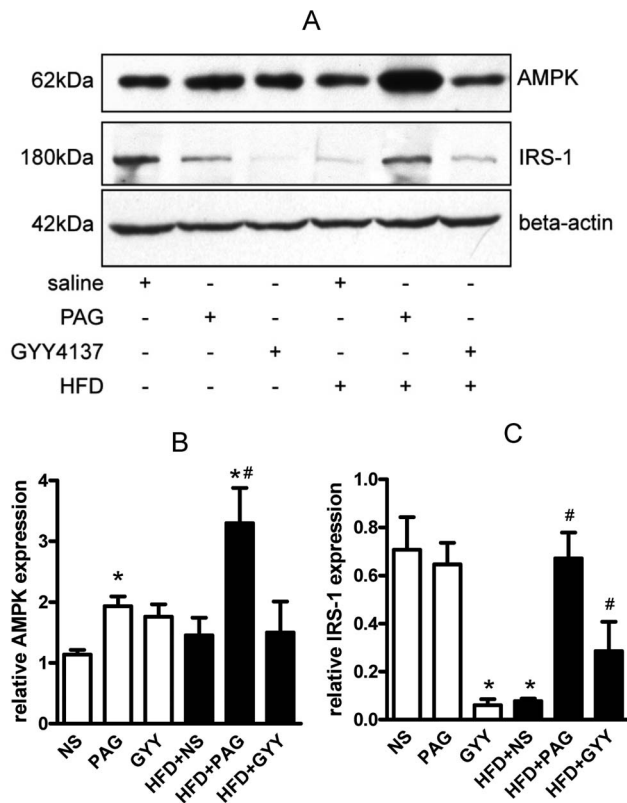 A
62kDa AMPK
180kDa IRS-1
42kDa beta-actin
saline + - - + - -
PAG - + - - + -
GYY4137 - - + - - +
HFD - - - + + +
B
relative AMPK expression
4
3
2
1
0
*
*#
NS PAG GYY HFD+NS HFD+PAG HFD+GYY
C
relative IRS-1 expression
1.0
0.8
0.6
0.4
0.2
0.0
* * # #
NS PAG GYY HFD+NS HFD+PAG HFD+GYY